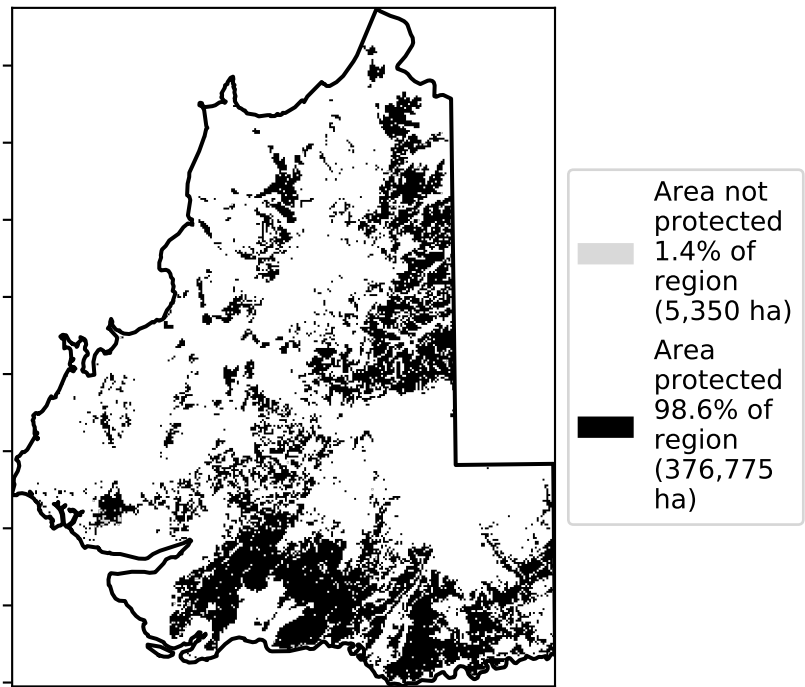 Area not
protected
1.4% of
region
(5,350 ha)
Area
protected
98.6% of
region
(376,775
ha)